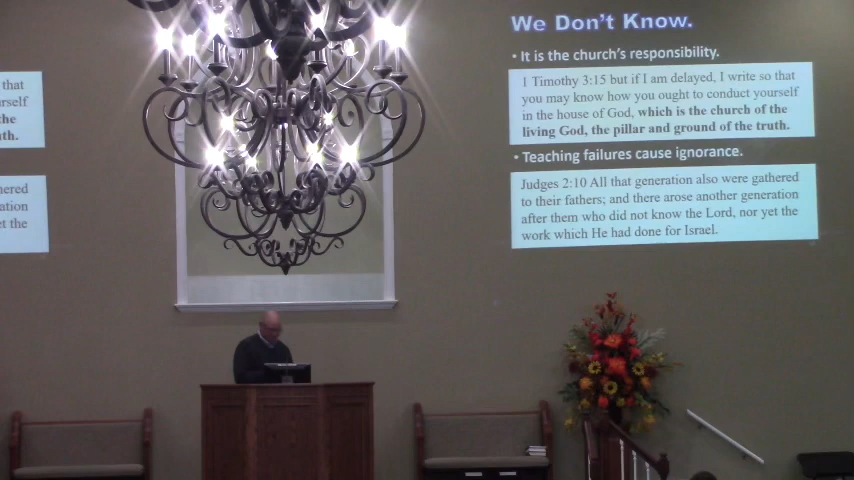 that
urself
the
th.
hered
ation
et the
We Don't Know.
• It is the church's responsibility.
1 Timothy 3:15 but if I am delayed, I write so that
you may know how you ought to conduct yourself
in the house of God, which is the church of the
living God, the pillar and ground of the truth.
• Teaching failures cause ignorance.
Judges 2:10 All that generation also were gathered
to their fathers; and there arose another generation
after them who did not know the Lord, nor yet the
work which He had done for Israel.